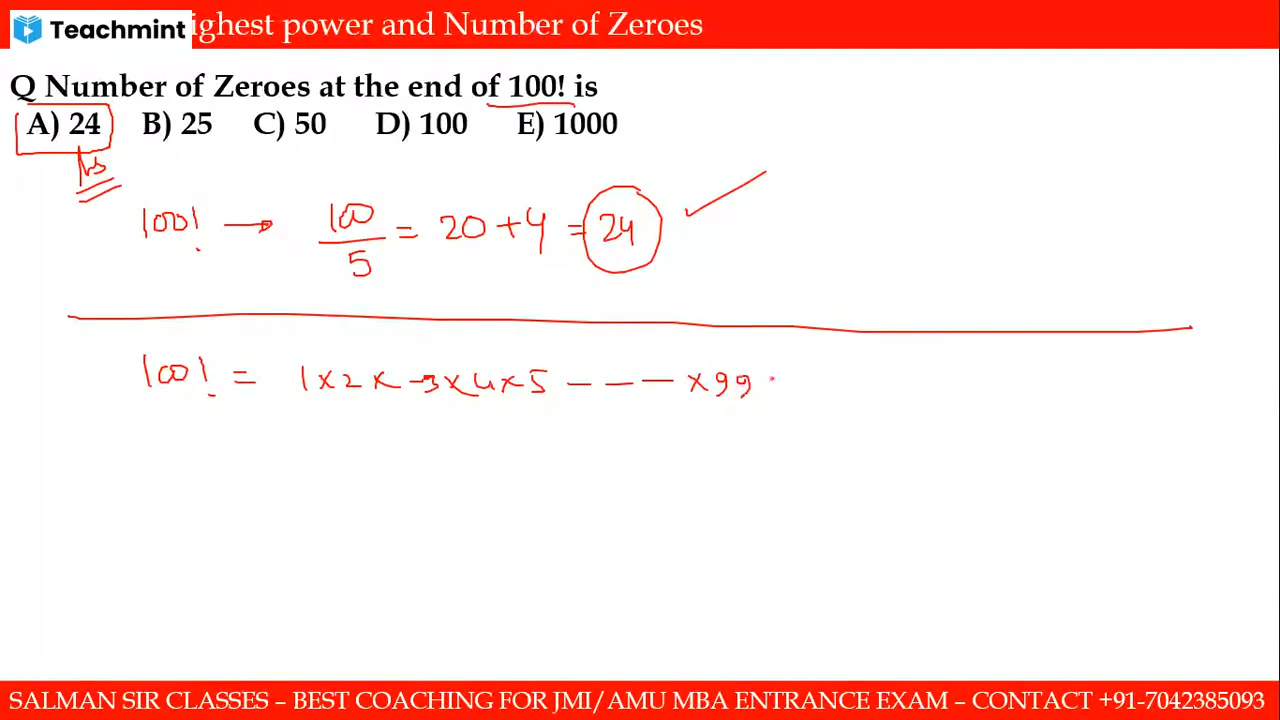 Teachmint
ighest power and Number of Zeroes
Q Number of Zeroes at the end of 100! is
A) 24 B) 25 C) 50 D) 100 E) 1000
Ans
100! → 100/5 = 20 + 4 = 24 ✓
100! = 1 x 2 x 3 x 4 x 5 — — — x 99
SALMAN SIR CLASSES – BEST COACHING FOR JMI/AMU MBA ENTRANCE EXAM – CONTACT +91-7042385093